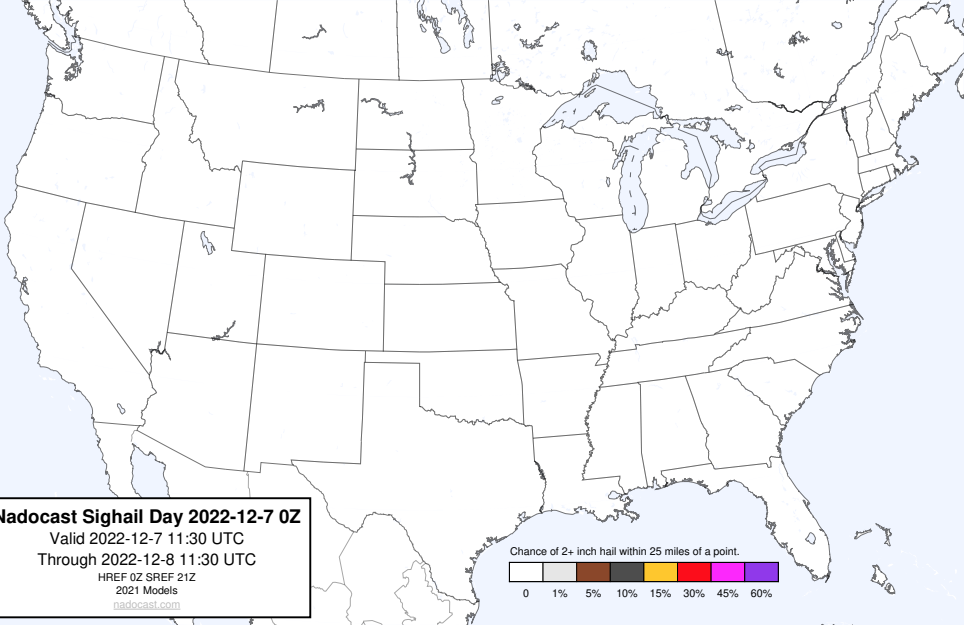 Nadocast Sighail Day 2022-12-7 0Z
Valid 2022-12-7 11:30 UTC
Through 2022-12-8 11:30 UTC
HREF 0Z SREF 21Z
2021 Models
nadocast.com
Chance of 2+ inch hail within 25 miles of a point.
0 1% 5% 10% 15% 30% 45% 60%